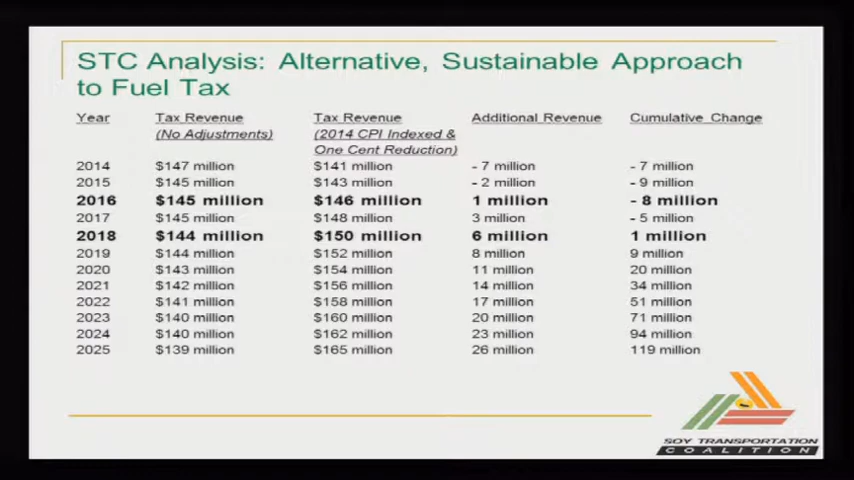 STC Analysis: Alternative, Sustainable Approach
to Fuel Tax
Year Tax Revenue Tax Revenue Additional Revenue Cumulative Change
(No Adjustments) (2014 CPI Indexed &
One Cent Reduction)
2014 $147 million $141 million - 7 million - 7 million
2015 $145 million $143 million - 2 million - 9 million
2016 $145 million $146 million 1 million - 8 million
2017 $145 million $148 million 3 million - 5 million
2018 $144 million $150 million 6 million 1 million
2019 $144 million $152 million 8 million 9 million
2020 $143 million $154 million 11 million 20 million
2021 $142 million $156 million 14 million 34 million
2022 $141 million $158 million 17 million 51 million
2023 $140 million $160 million 20 million 71 million
2024 $140 million $162 million 23 million 94 million
2025 $139 million $165 million 26 million 119 million
SOY TRANSPORTATION
COALITION